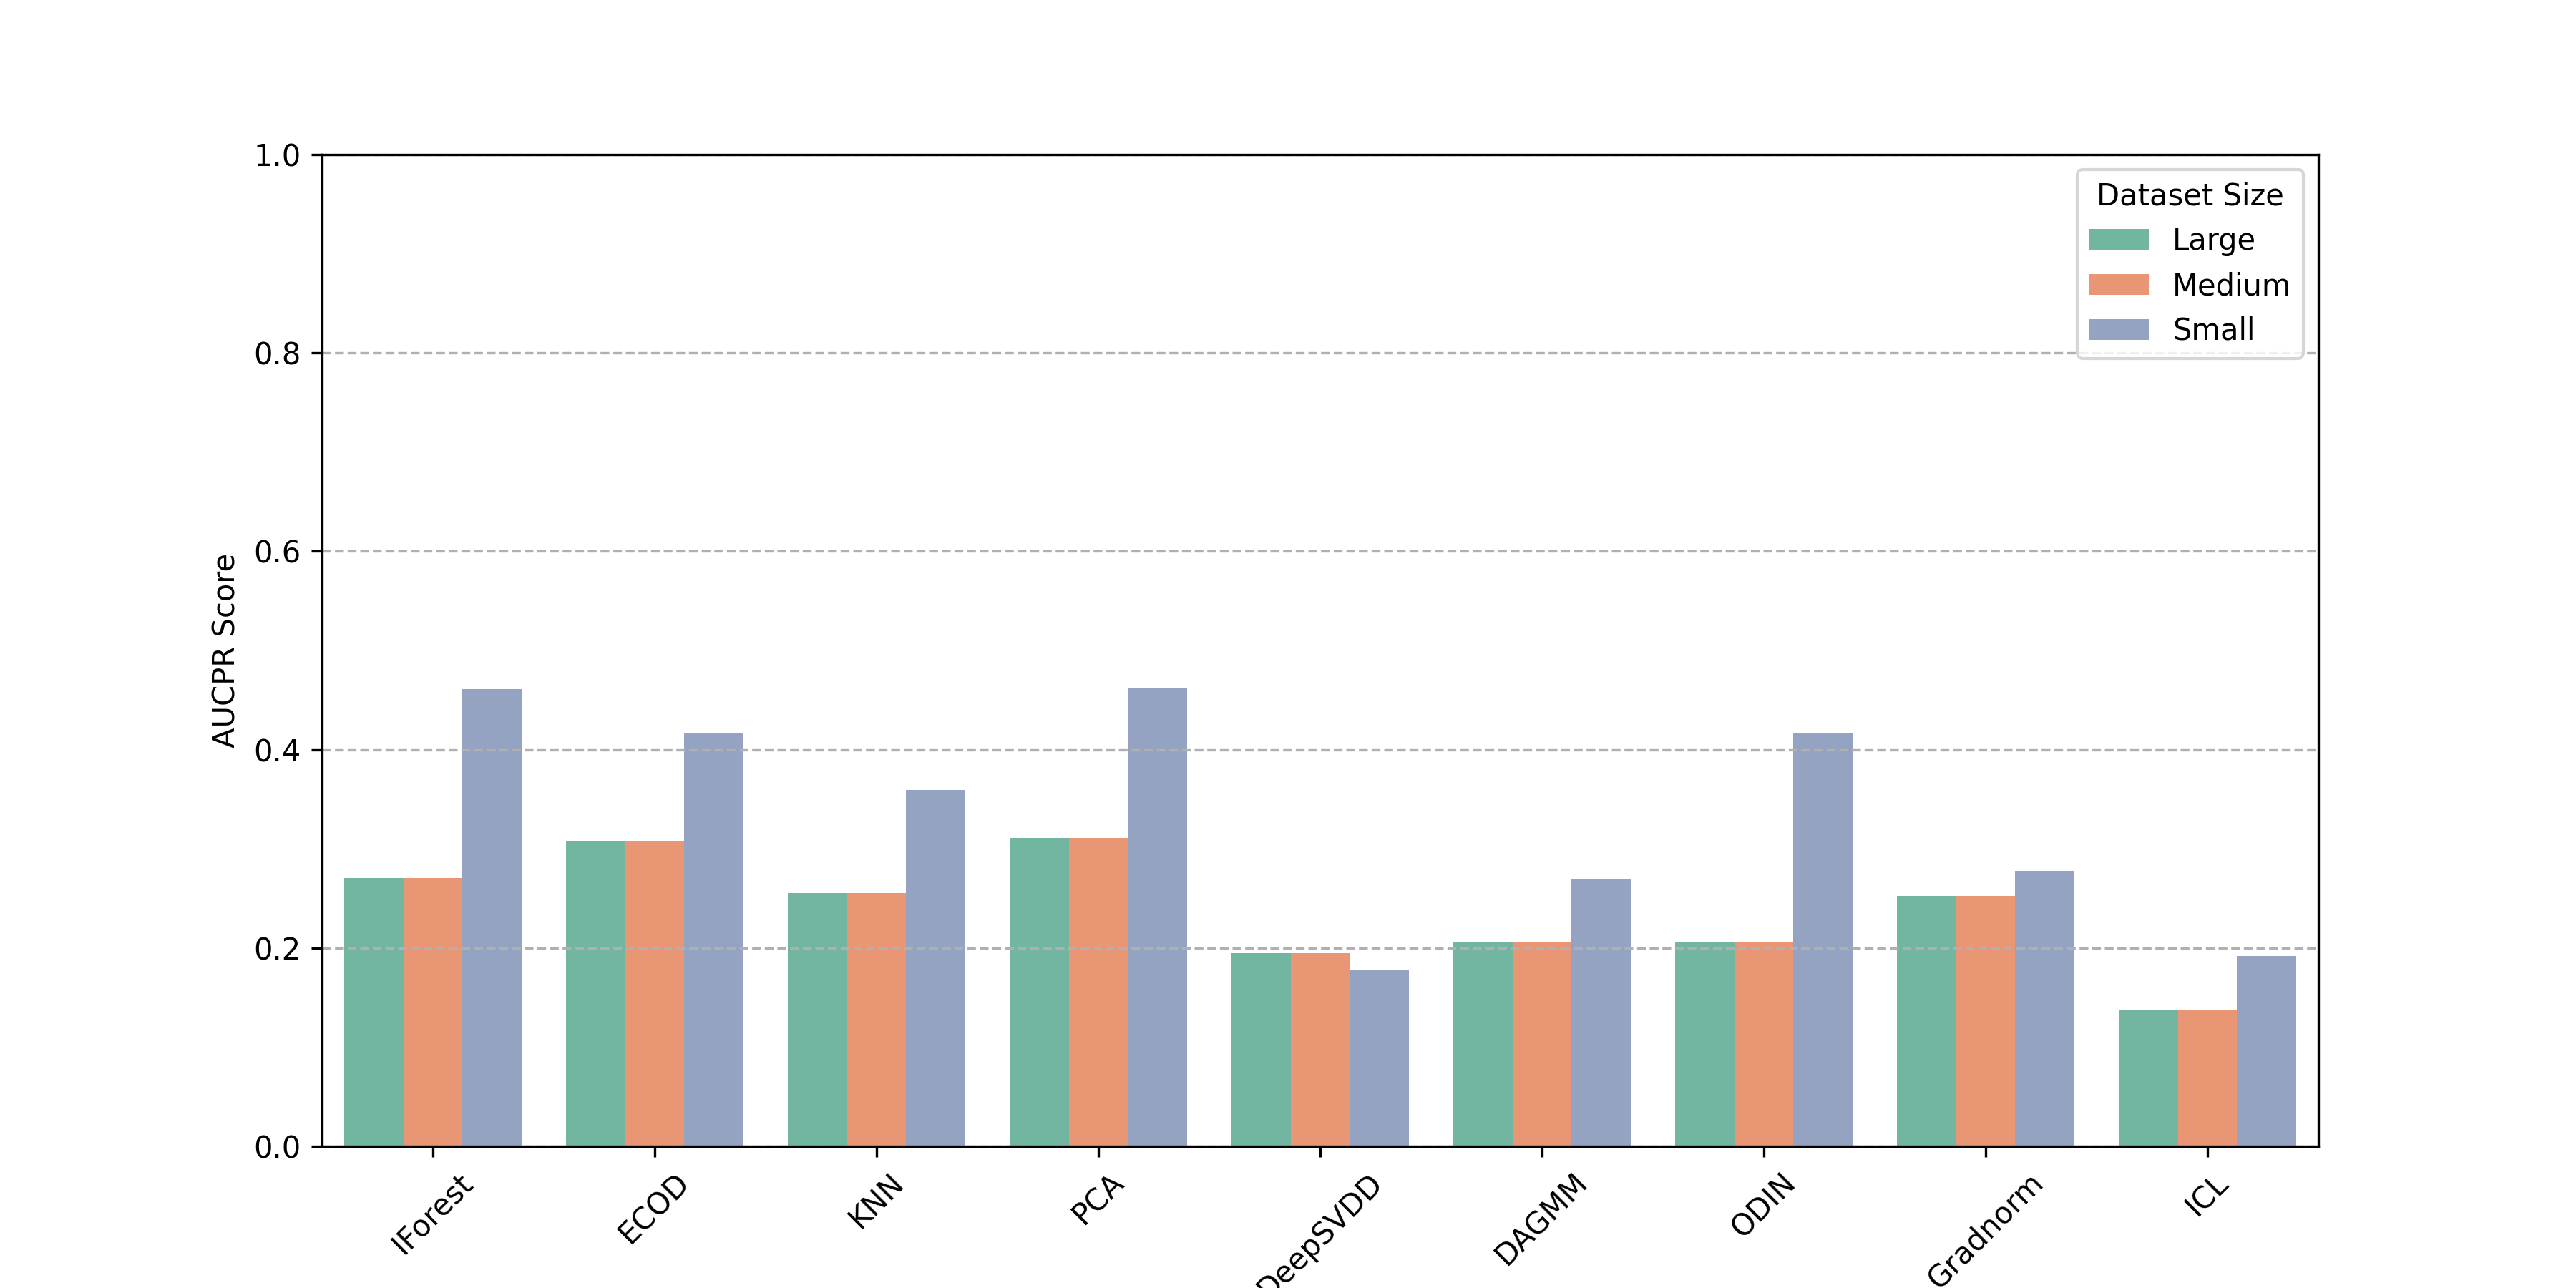 1.0
0.8
0.6
0.4
0.2
0.0
AUCPR Score
Dataset Size
Large
Medium
Small
IForest
ECOD
KNN
PCA
DeepSVDD
DAGMM
ODIN
Gradnorm
ICL